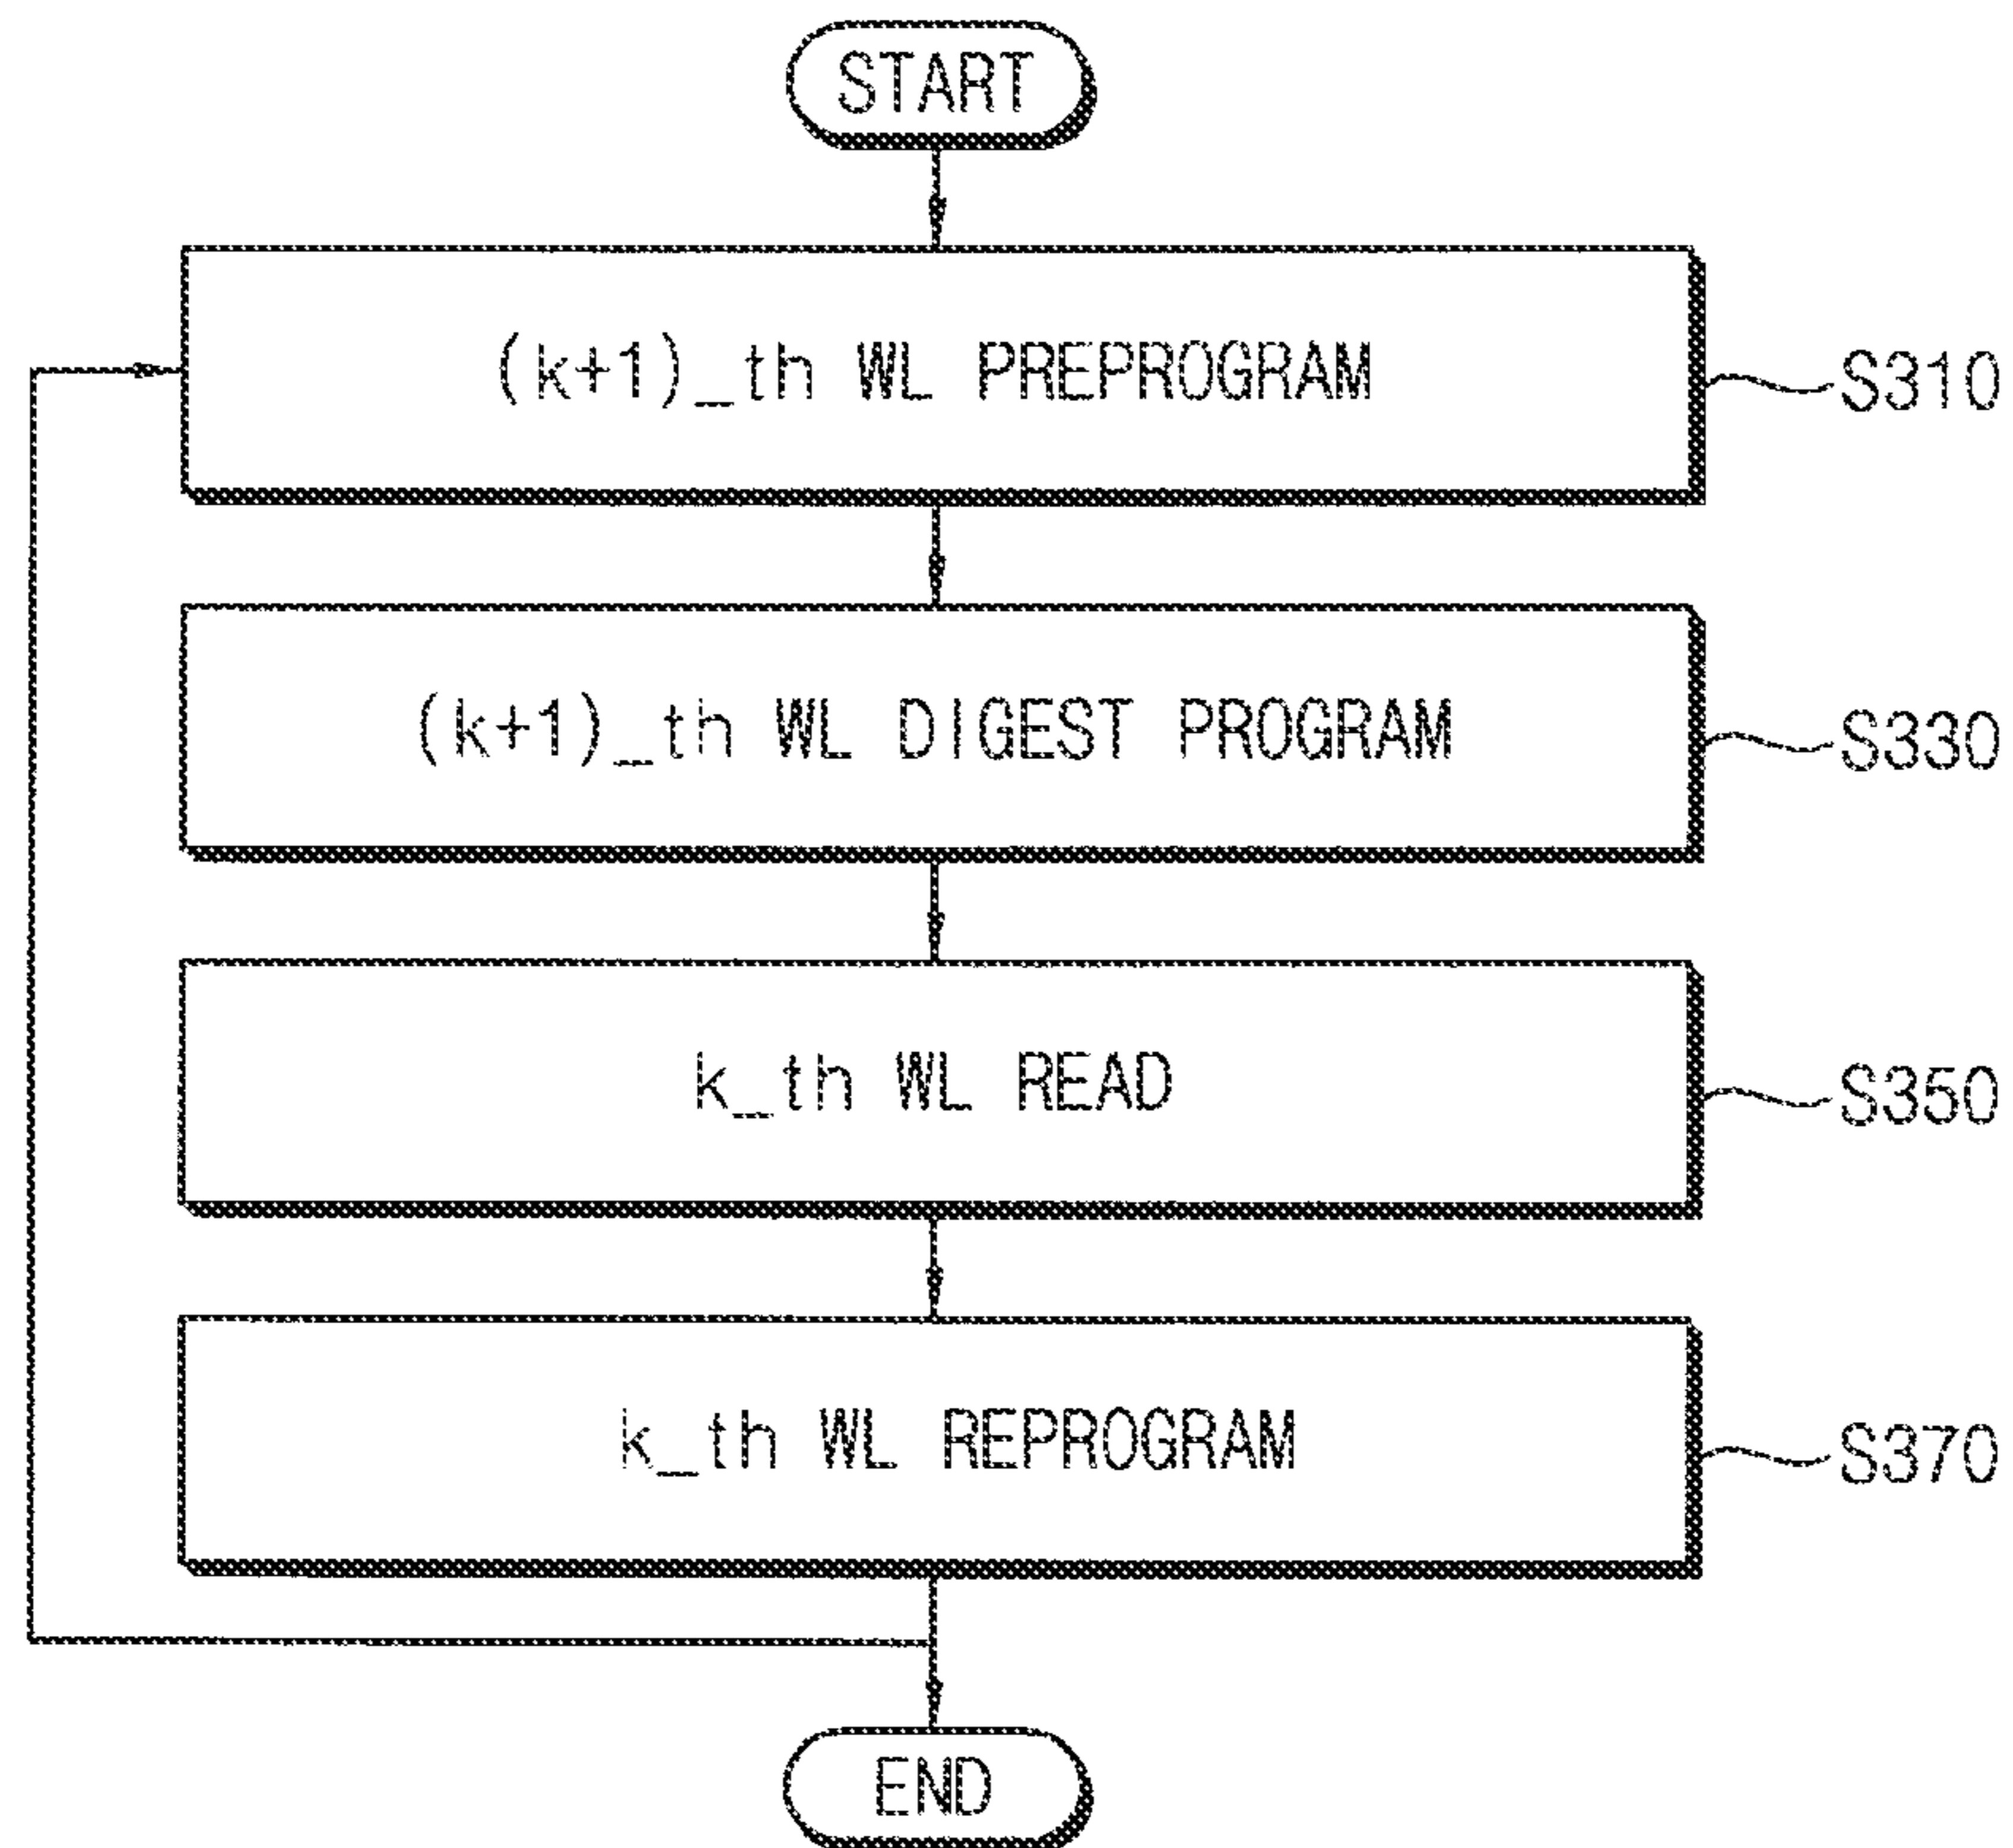 START
(k+1)_th WL PREPROGRAM
S310
(k+1)_th WL DIGEST PROGRAM
S330
k_th WL READ
S350
k_th WL REPROGRAM
S370
END